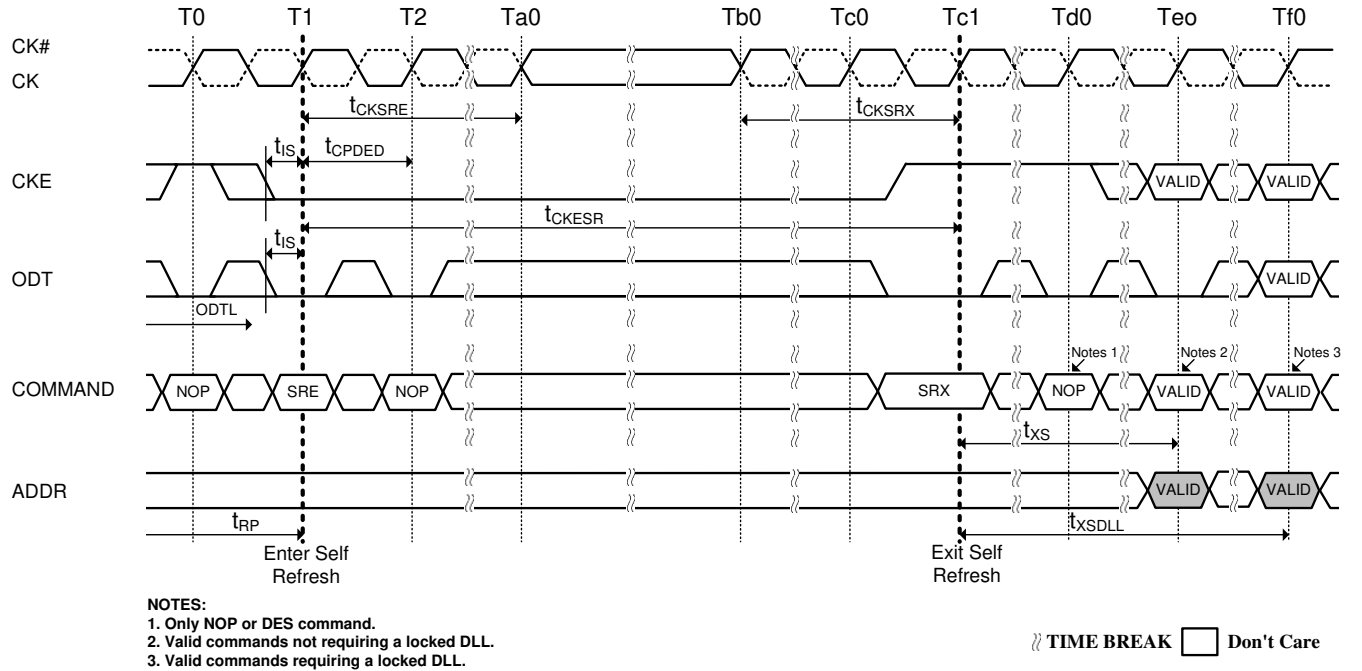 T0 T1 T2 Ta0 Tb0 Tc0 Tc1 Td0 Teo Tf0
CK#
CK
tCKSRE tCKSRX
tIS tCPDED
CKE VALID VALID
tCKESR
tIS
ODT VALID
ODTL
Notes 1 Notes 2 Notes 3
COMMAND NOP SRE NOP SRX NOP VALID VALID
tXS
ADDR VALID VALID
tRP tXSDLL
Enter Self
Refresh
Exit Self
Refresh
NOTES:
1. Only NOP or DES command.
2. Valid commands not requiring a locked DLL.
3. Valid commands requiring a locked DLL.
TIME BREAK Don't Care